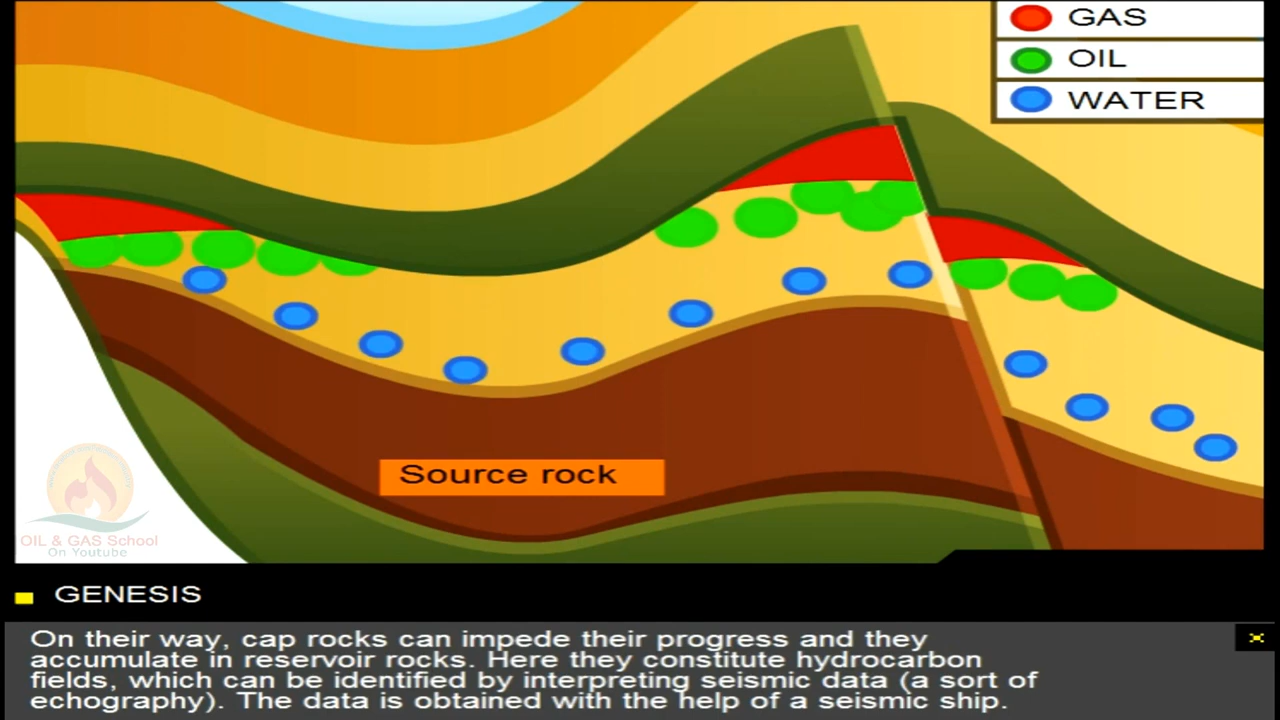 GAS
OIL
WATER
Source rock
OIL & GAS School
On Youtube
GENESIS
On their way, cap rocks can impede their progress and they
accumulate in reservoir rocks. Here they constitute hydrocarbon
fields, which can be identified by interpreting seismic data (a sort of
echography). The data is obtained with the help of a seismic ship.